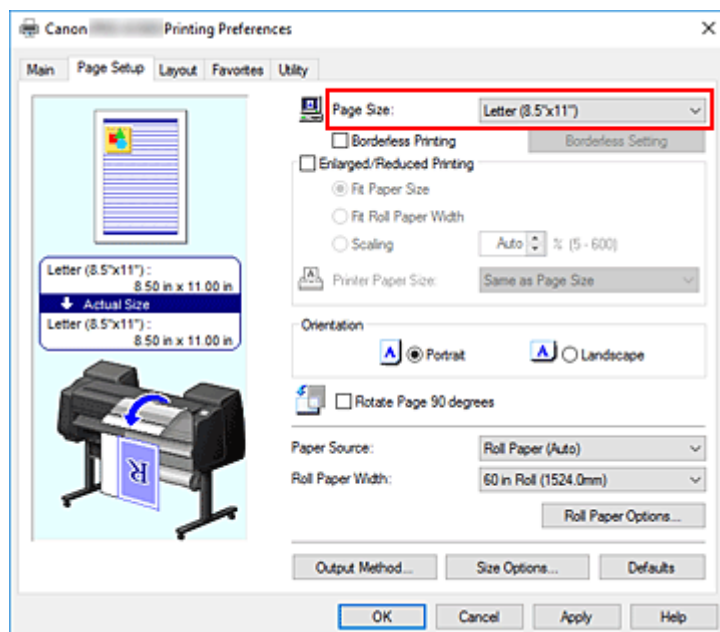 Canon Printing Preferences
Main Page Setup Layout Favorites Utility
Page Size: Letter (8.5"x11")
Borderless Printing Borderless Setting
Enlarged/Reduced Printing
Fit Paper Size
Fit Roll Paper Width
Scaling Auto % (5 - 600)
Printer Paper Size: Same as Page Size
Letter (8.5"x11") :
8.50 in x 11.00 in
Actual Size
Letter (8.5"x11") :
8.50 in x 11.00 in
Orientation
A Portrait A Landscape
Rotate Page 90 degrees
Paper Source: Roll Paper (Auto)
Roll Paper Width: 60 in Roll (1524.0mm)
Roll Paper Options...
Output Method... Size Options... Defaults
OK Cancel Apply Help